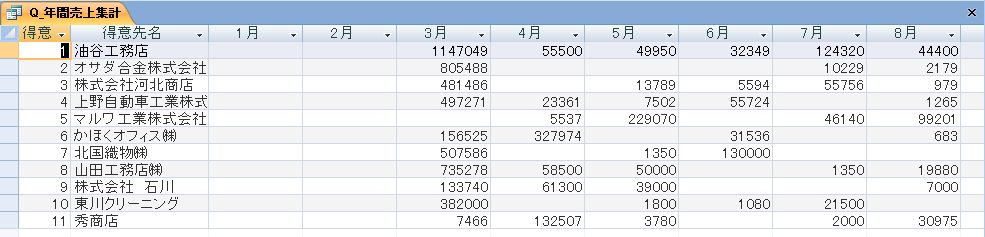 Q_年間売上集計
得意 得意先名 1月 2月 3月 4月 5月 6月 7月 8月
1 油谷工務店 1147049 55500 49950 32349 124320 44400
2 オサダ合金株式会社 805488 10229 2179
3 株式会社河北商店 481486 13789 5594 55756 979
4 上野自動車工業株式 497271 23361 7502 55724 1265
5 マルワ工業株式会社 5537 229070 46140 99201
6 かほくオフィス㈱ 156525 327974 31536 683
7 北国織物㈱ 507586 1350 130000
8 山田工務店㈱ 735278 58500 50000 1350 19880
9 株式会社 石川 133740 61300 39000 7000
10 東川クリーニング 382000 1800 1080 21500
11 秀商店 7466 132507 3780 2000 30975